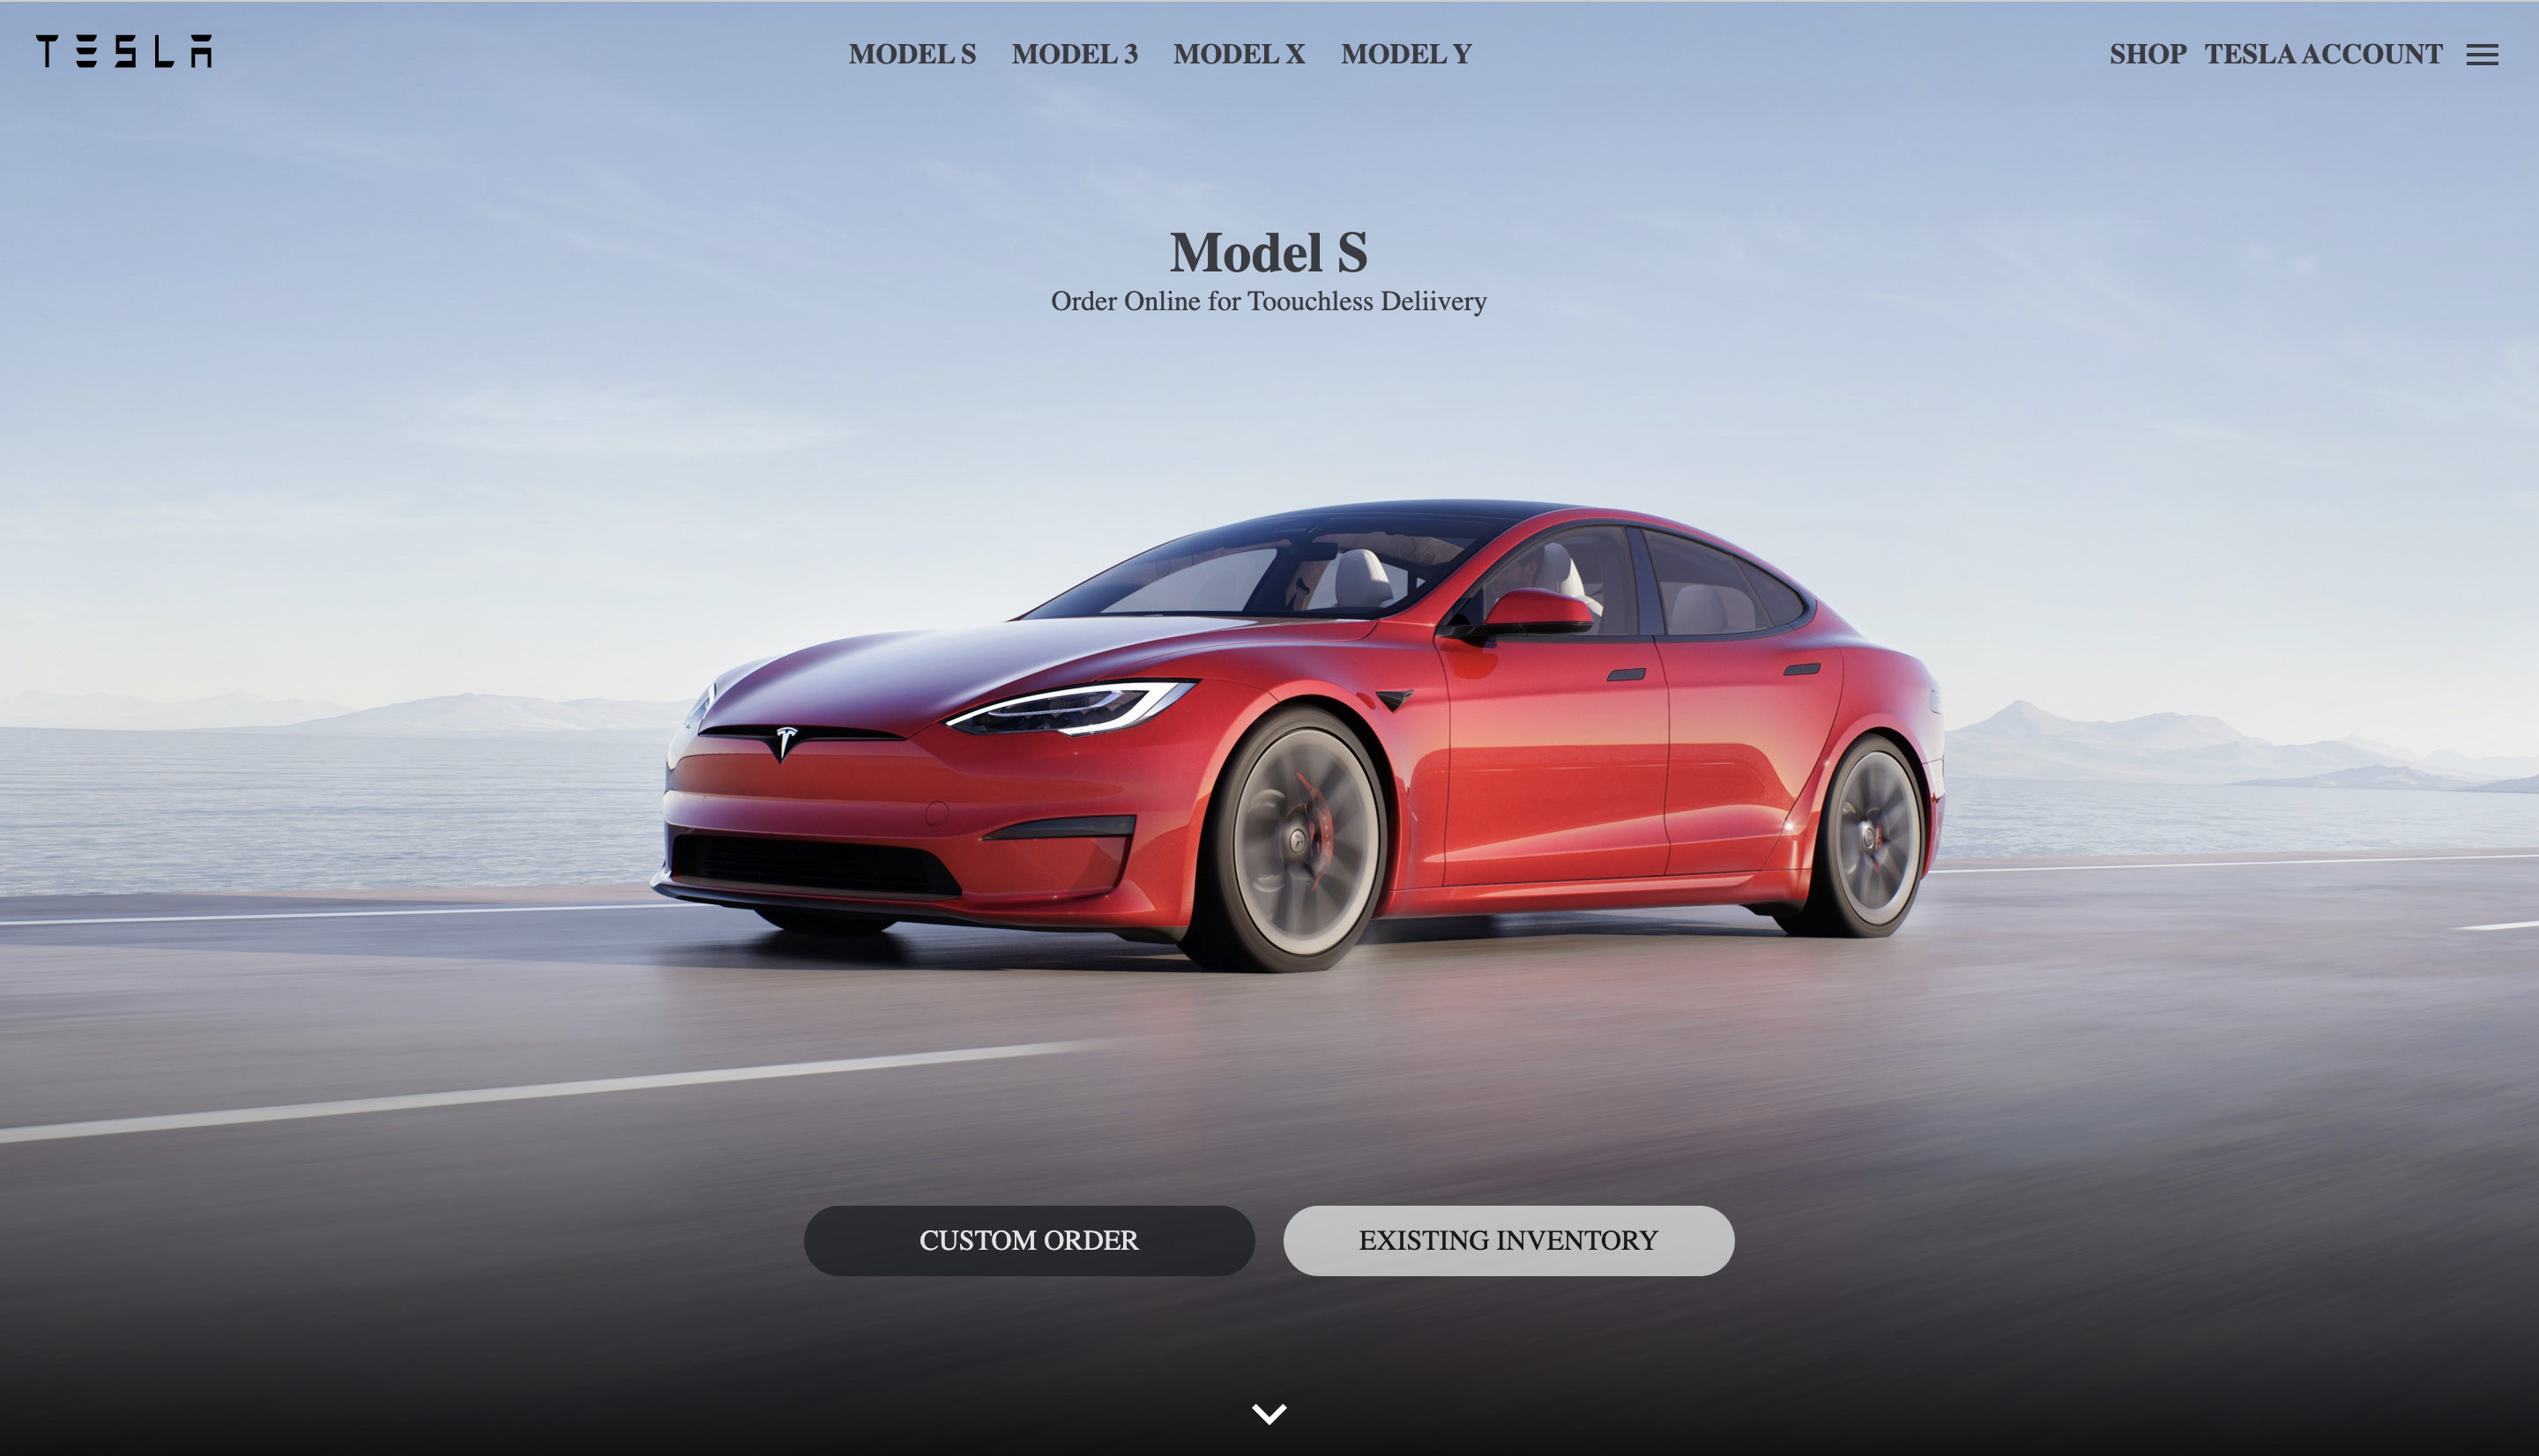 TESLA
MODEL S MODEL 3 MODEL X MODEL Y
SHOP TESLA ACCOUNT
Model S
Order Online for Toouchless Deliivery
CUSTOM ORDER
EXISTING INVENTORY